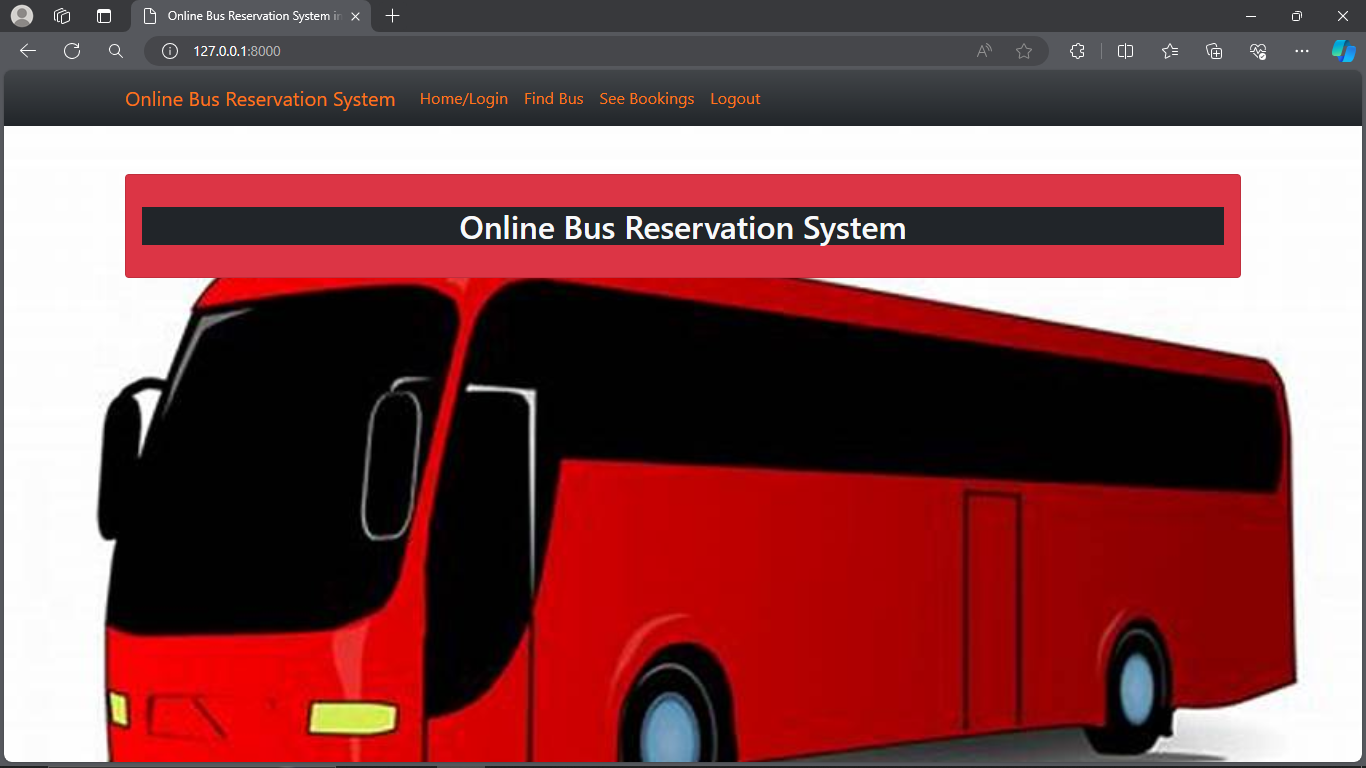 Online Bus Reservation System in
127.0.0.1:8000
Online Bus Reservation System Home/Login Find Bus See Bookings Logout
Online Bus Reservation System